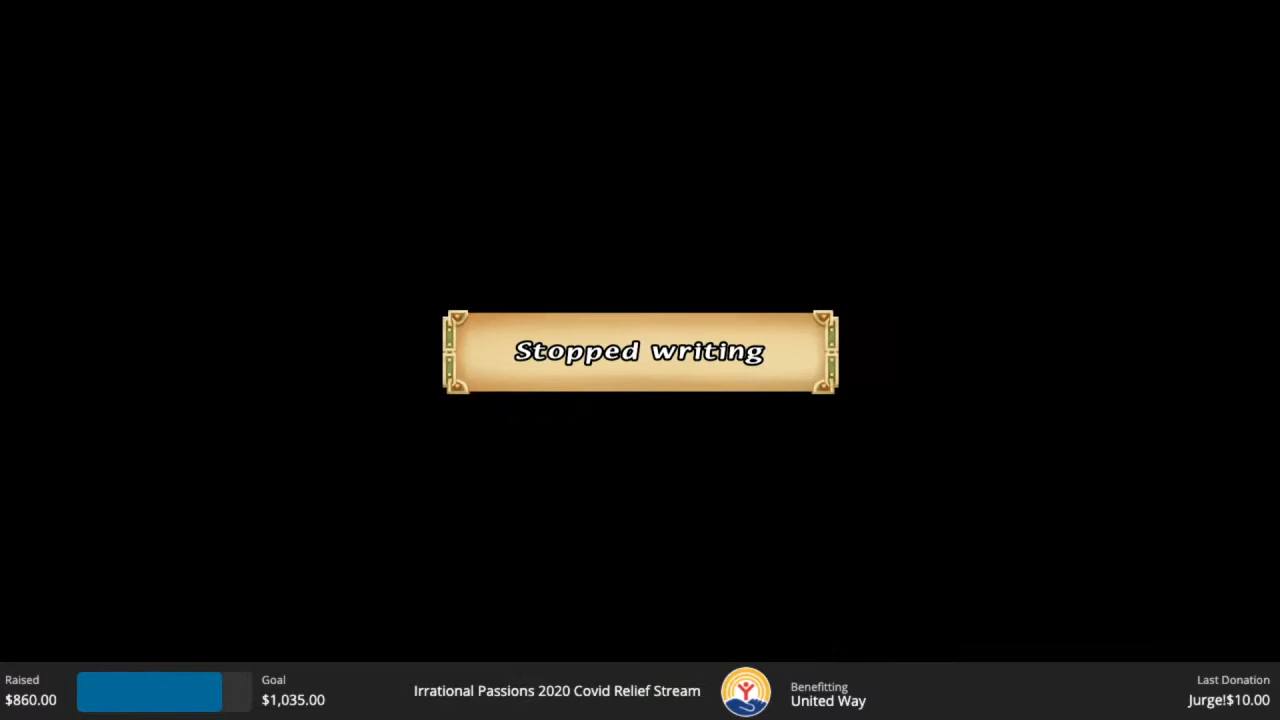 Stopped writing
Raised
$860.00
Goal
$1,035.00
Irrational Passions 2020 Covid Relief Stream
Benefitting
United Way
Last Donation
Jurge!$10.00